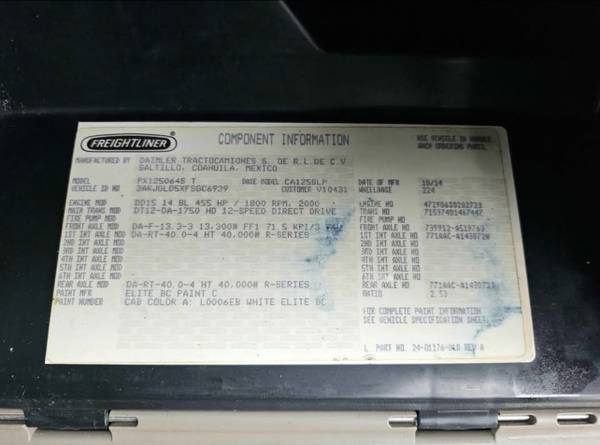 FREIGHTLINER
COMPONENT INFORMATION
USE VEHICLE ID NUMBER
WHEN ORDERING PARTS.
MANUFACTURED BY DAIMLER TRACTOCAMIONES S. DE R.L.DE C.V
SALTILLO, COAHUILA. MEXICO
MODEL PX125064S T BASE MODEL CA125SLP DATE OF MFR 10/14
VEHICLE ID NO CUSTOMER V10431 WHEELBASE 224
ENGINE MOD DD15 14.8L 455 HP / 1800 RPM, 2000 ENGINE NO
MAIN TRANS MOD DT12-DA-1750 HD 12-SPEED DIRECT DRIVE TRANS NO
FIRE PUMP MOD FIRE PUMP NO
FRONT AXLE MOD DA-F-13.3-3 13,300# FF1 71.5 KPI/3 FRONT AXLE NO
1ST INT AXLE MOD DA-RT-40.0-4 HT 40,000# R-SERIES 1ST INT AXLE NO
2ND INT AXLE MOD 2ND INT AXLE NO
3RD INT AXLE MOD 3RD INT AXLE NO
4TH INT AXLE MOD 4TH INT AXLE NO
5TH INT AXLE MOD 5TH INT AXLE NO
6TH INT AXLE MOD 6TH INT AXLE NO
REAR AXLE MOD DA-RT-40.0-4 HT 40,000# R-SERIES REAR AXLE NO
PAINT MFR ELITE BC PAINT C RATIO 2.53
PAINT NUMBER CAB COLOR A: L0006EB WHITE ELITE BC
FOR COMPLETE PAINT INFORMATION
SEE VEHICLE SPECIFICATION SHEET.
PART NO. 24-01176-010 REV A